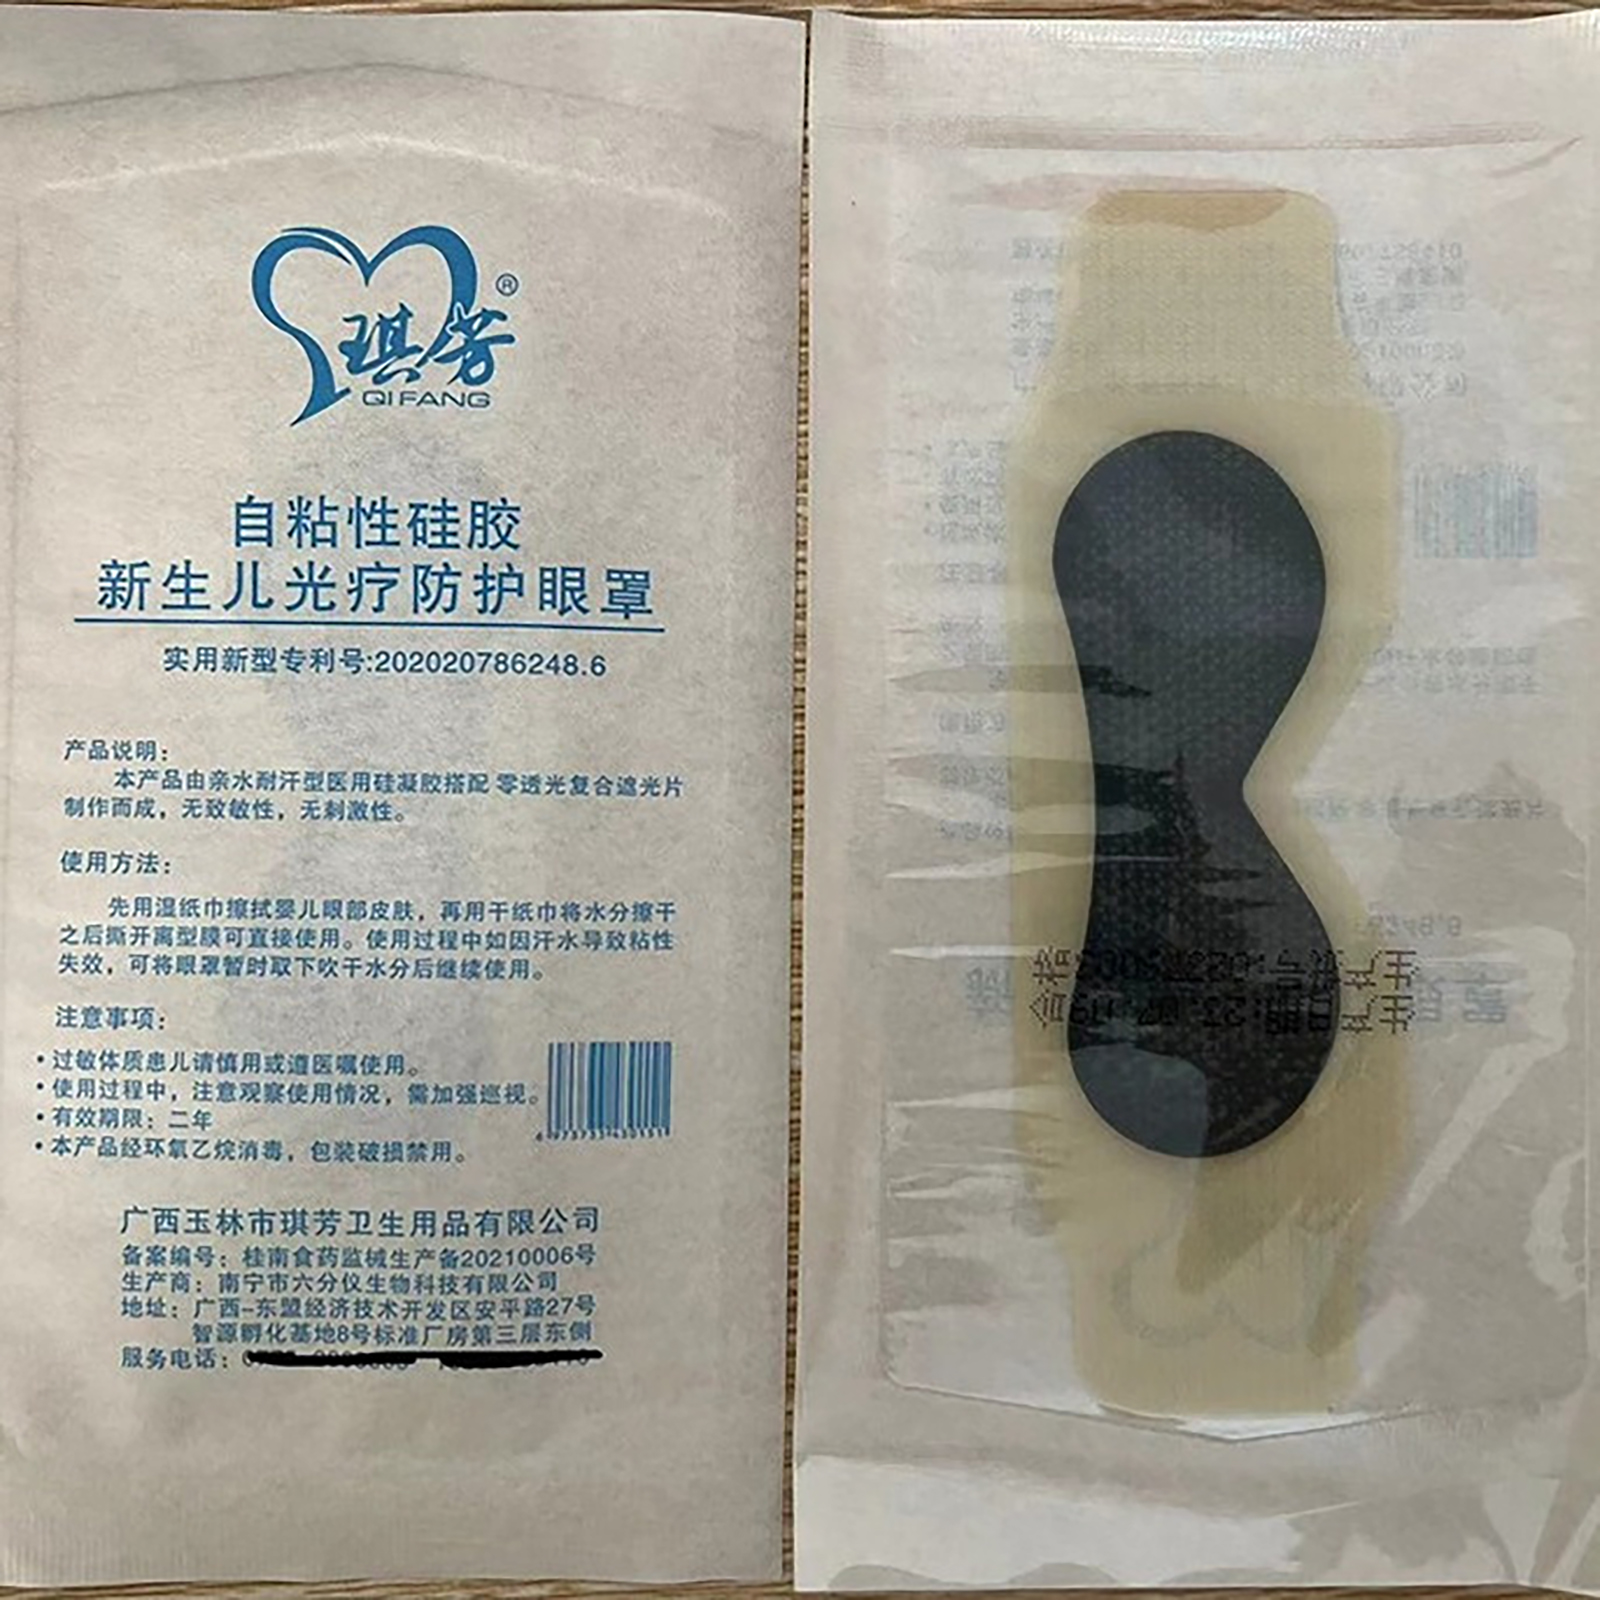 琪芳®
QI FANG
自粘性硅胶
新生儿光疗防护眼罩
实用新型专利号:202020786248.6
产品说明:
本产品由亲水耐汗型医用硅凝胶搭配 零透光复合遮光片
制作而成，无致敏性，无刺激性。
使用方法:
先用湿纸巾擦拭婴儿眼部皮肤，再用干纸巾将水分擦干
之后撕开离型膜可直接使用。使用过程中如因汗水导致粘性
失效，可将眼罩暂时取下吹干水分后继续使用。
注意事项:
• 过敏体质患儿请慎用或遵医嘱使用。
• 使用过程中，注意观察使用情况，需加强巡视。
• 有效期限: 二年
• 本产品经环氧乙烷消毒，包装破损禁用。
6 973733 430151
广西玉林市琪芳卫生用品有限公司
备案编号: 桂南食药监械生产备20210006号
生产商: 南宁市六分仪生物科技有限公司
地址: 广西-东盟经济技术开发区安平路27号
智源孵化基地8号标准厂房第三层东侧
服务电话: